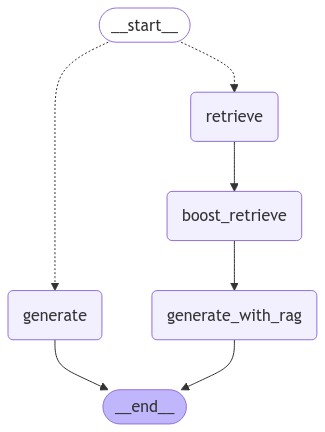 __start__
retrieve
boost_retrieve
generate
generate_with_rag
__end__